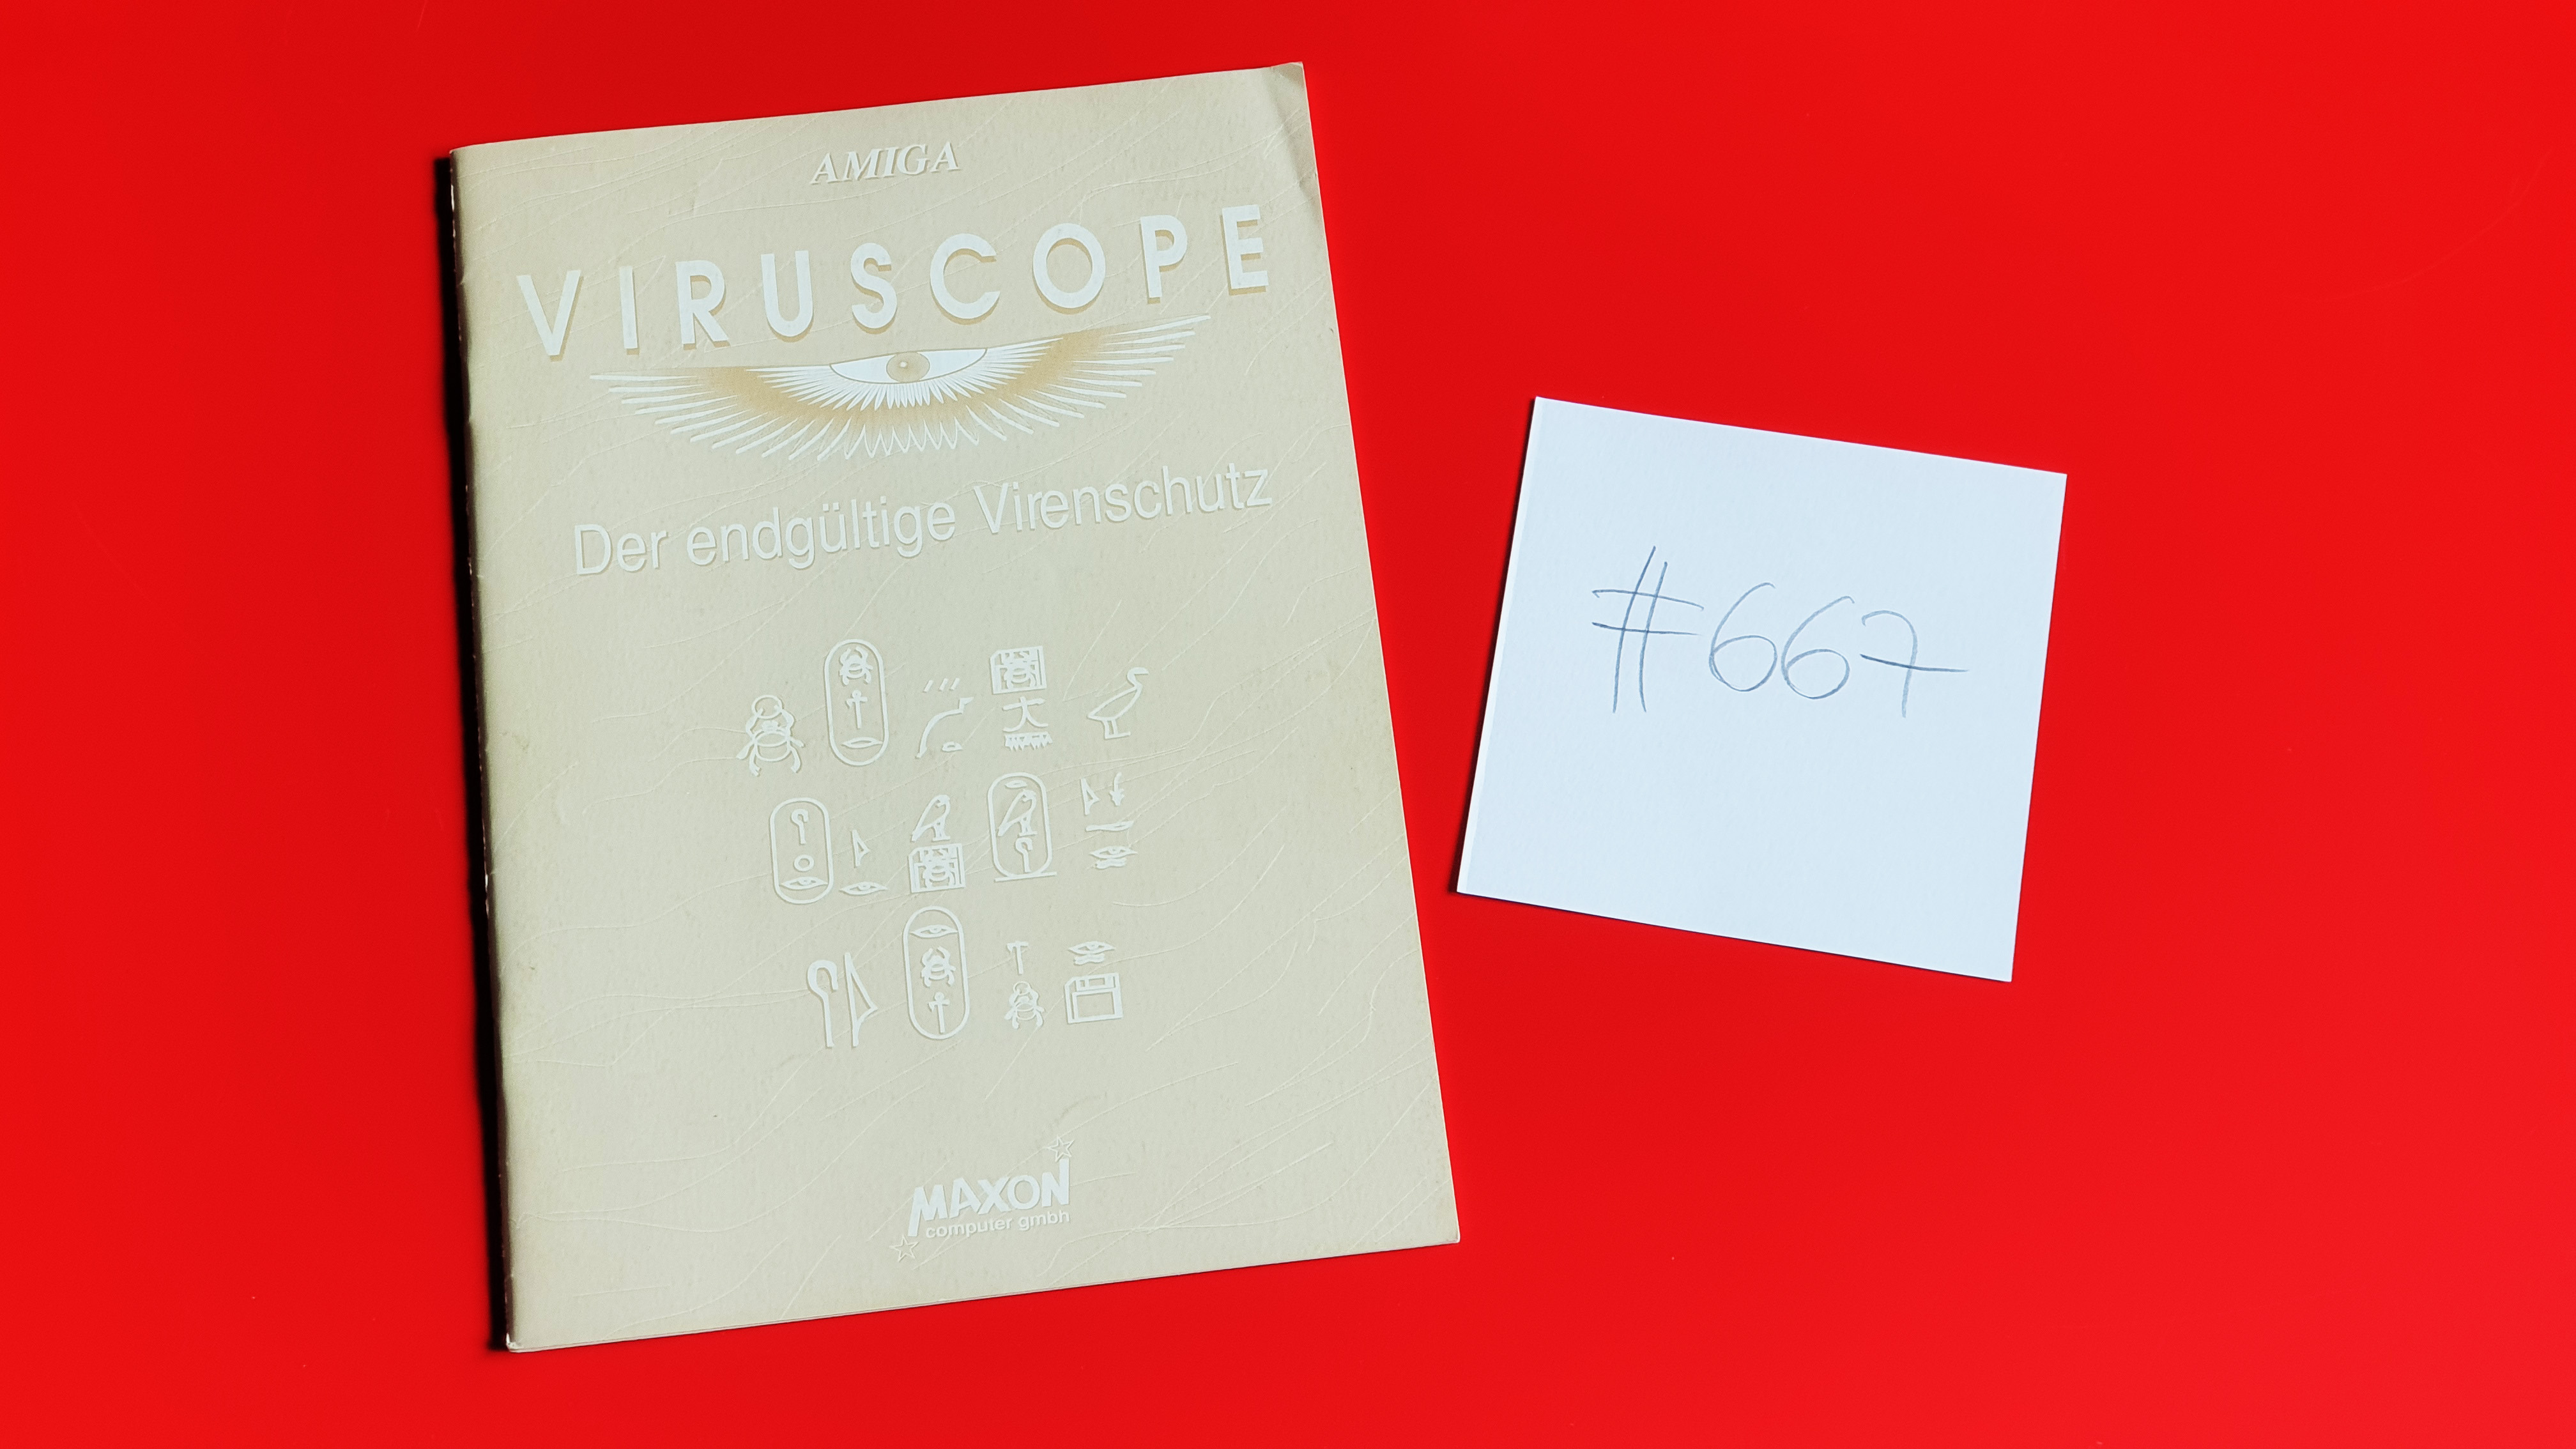 AMIGA
VIRUSCOPE
Der endgültige Virenschutz
MAXON
computer gmbh
#667